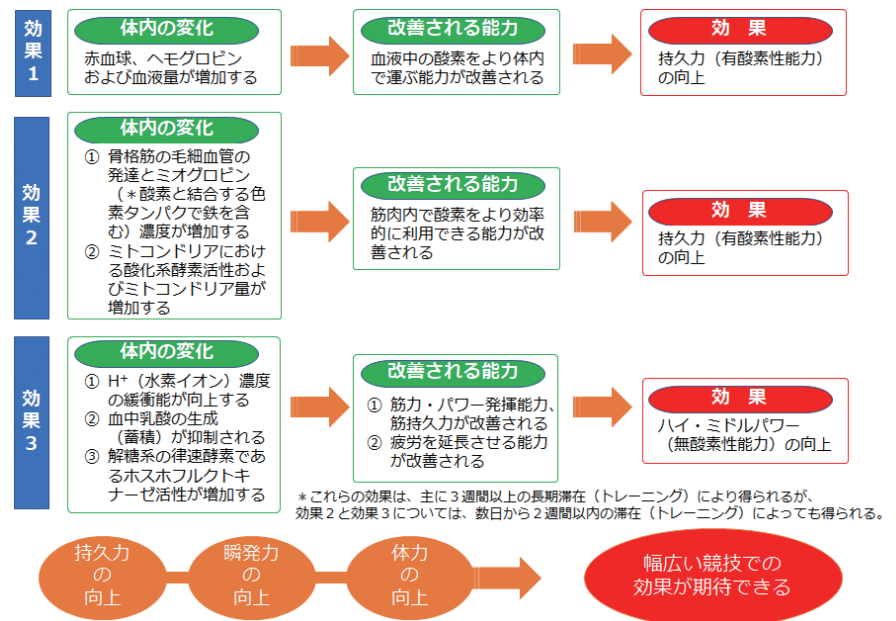 効果1
体内の変化
赤血球、ヘモグロビン
および血液量が増加する
改善される能力
血液中の酸素をより体内
で運ぶ能力が改善される
効 果
持久力（有酸素性能力）
の向上
効果2
体内の変化
① 骨格筋の毛細血管の
発達とミオグロビン
（＊酸素と結合する色
素タンパクで鉄を含
む）濃度が増加する
② ミトコンドリアにおけ
る酸化系酵素活性およ
びミトコンドリア量が
増加する
改善される能力
筋肉内で酸素をより効率
的に利用できる能力が改
善される
効 果
持久力（有酸素性能力）
の向上
効果3
体内の変化
① H⁺（水素イオン）濃度
の緩衝能が向上する
② 血中乳酸の生成
（蓄積）が抑制される
③ 解糖系の律速酵素であ
るホスホフルクトキ
ナーゼ活性が増加する
改善される能力
① 筋力・パワー発揮能力、
筋持久力が改善される
② 疲労を延長させる能力
が改善される
効 果
ハイ・ミドルパワー
（無酸素性能力）の向上
＊これらの効果は、主に３週間以上の長期滞在（トレーニング）により得られるが、
効果２と効果３については、数日から２週間以内の滞在（トレーニング）によっても得られる。
持久力
の
向上
瞬発力
の
向上
体力
の
向上
幅広い競技での
効果が期待できる